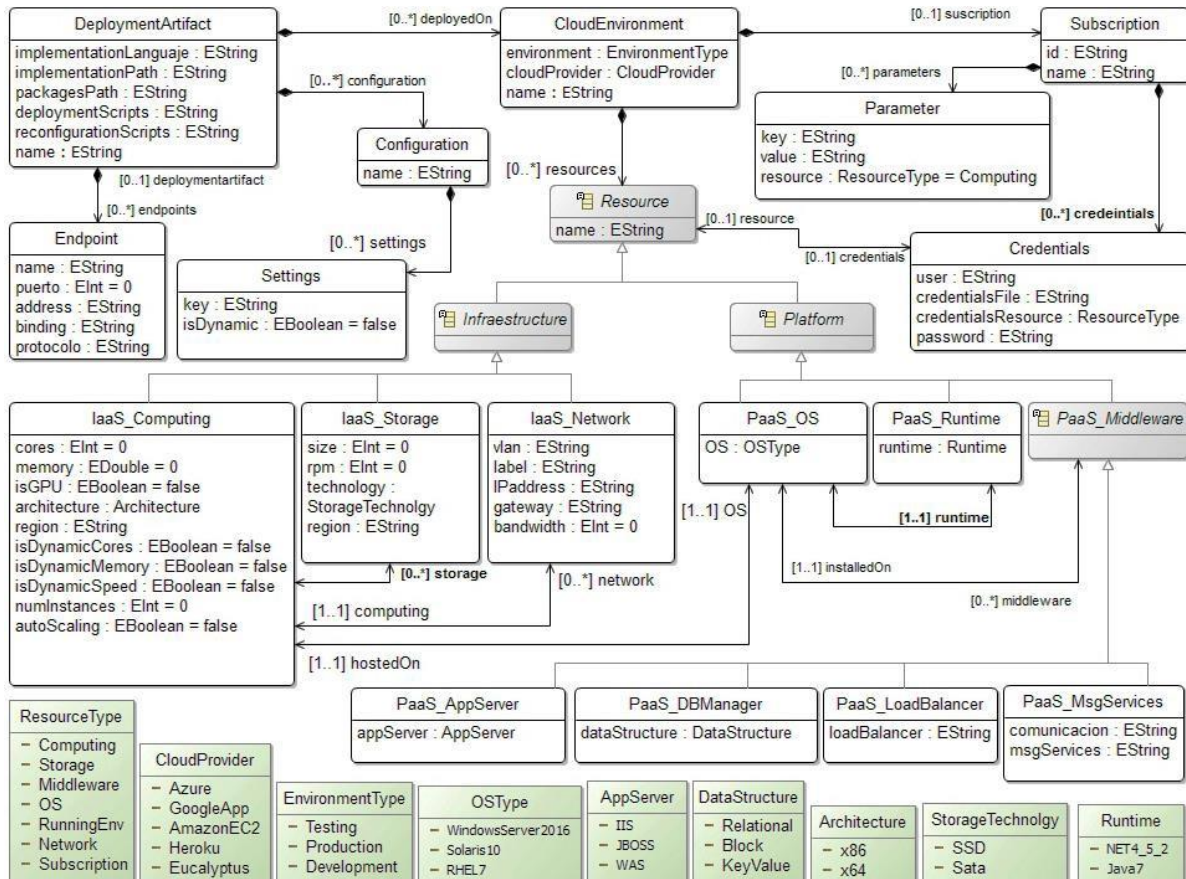 DeploymentArtifact
implementationLanguaje : EString
implementationPath : EString
packagesPath : EString
deploymentScripts : EString
reconfigurationScripts : EString
name : EString
[0..*] deployedOn
CloudEnvironment
environment : EnvironmentType
cloudProvider : CloudProvider
name : EString
[0..1] suscription
Subscription
id : EString
name : EString
[0..*] configuration
[0..*] parameters
Parameter
key : EString
value : EString
resource : ResourceType = Computing
Configuration
name : EString
[0..1] deploymentartifact
[0..*] endpoints
[0..*] resources
Resource
name : EString
[0..1] resource
[0..1] credentials
[0..*] credeintials
Endpoint
name : EString
puerto : EInt = 0
address : EString
binding : EString
protocolo : EString
[0..*] settings
Settings
key : EString
isDynamic : EBoolean = false
Credentials
user : EString
credentialsFile : EString
credentialsResource : ResourceType
password : EString
Infraestructure
Platform
IaaS_Computing
cores : EInt = 0
memory : EDouble = 0
isGPU : EBoolean = false
architecture : Architecture
region : EString
isDynamicCores : EBoolean = false
isDynamicMemory : EBoolean = false
isDynamicSpeed : EBoolean = false
numInstances : EInt = 0
autoScaling : EBoolean = false
IaaS_Storage
size : EInt = 0
rpm : EInt = 0
technology :
StorageTechnolgy
region : EString
IaaS_Network
vlan : EString
label : EString
IPaddress : EString
gateway : EString
bandwidth : EInt = 0
PaaS_OS
OS : OSType
PaaS_Runtime
runtime : Runtime
PaaS_Middleware
[1..1] OS
[1..1] runtime
[0..*] storage
[0..*] network
[1..1] installedOn
[0..*] middleware
[1..1] computing
[1..1] hostedOn
PaaS_AppServer
appServer : AppServer
PaaS_DBManager
dataStructure : DataStructure
PaaS_LoadBalancer
loadBalancer : EString
PaaS_MsgServices
comunicacion : EString
msgServices : EString
ResourceType
Computing
Storage
Middleware
OS
RunningEnv
Network
Subscription
CloudProvider
Azure
GoogleApp
AmazonEC2
Heroku
Eucalyptus
EnvironmentType
Testing
Production
Development
OSType
WindowsServer2016
Solaris10
RHEL7
AppServer
IIS
JBOSS
WAS
DataStructure
Relational
Block
KeyValue
Architecture
x86
x64
StorageTechnolgy
SSD
Sata
Runtime
NET4_5_2
Java7